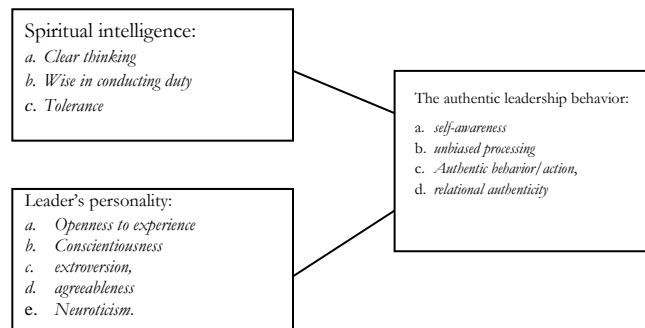 Spiritual intelligence:
a. Clear thinking
b. Wise in conducting duty
c. Tolerance
The authentic leadership behavior:
a. self-awareness
b. unbiased processing
c. Authentic behavior/action,
d. relational authenticity
Leader's personality:
a. Openness to experience
b. Conscientiousness
c. extroversion,
d. agreeableness
e. Neuroticism.